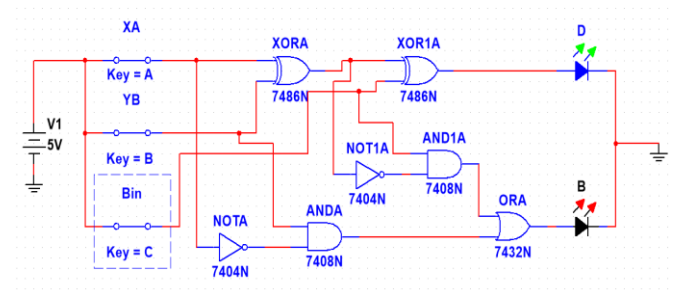 XA
Key = A
XORA
7486N
XOR1A
7486N
D
YB
Key = B
V1
5V
NOT1A
7404N
AND1A
7408N
Bin
Key = C
NOTA
7404N
ANDA
7408N
ORA
7432N
B